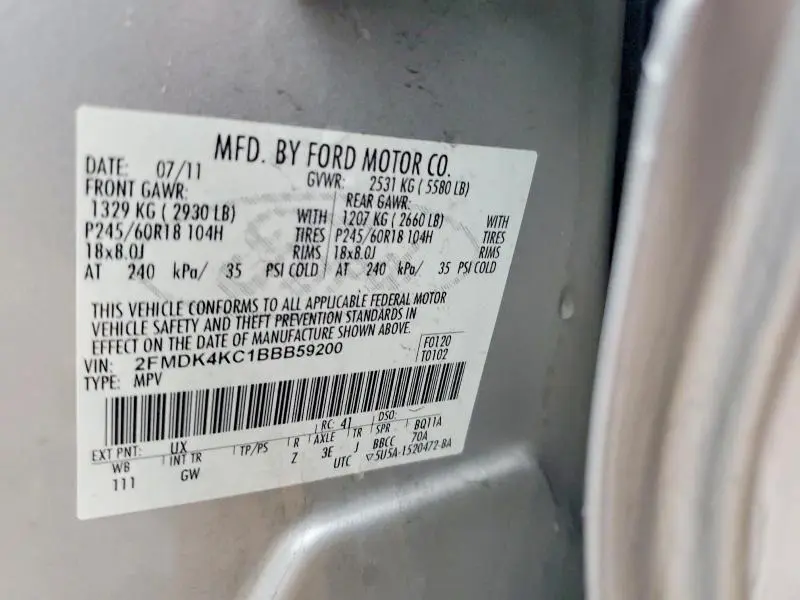 MFD. BY FORD MOTOR CO.
DATE: 07/11 GVWR: 2531 KG ( 5580 LB)
FRONT GAWR: REAR GAWR:
1329 KG ( 2930 LB) WITH 1207 KG ( 2660 LB) WITH
P245/60R18 104H TIRES P245/60R18 104H TIRES
18x8.0J RIMS 18x8.0J RIMS
AT 240 kPa/ 35 PSI COLD AT 240 kPa/ 35 PSI COLD
THIS VEHICLE CONFORMS TO ALL APPLICABLE FEDERAL MOTOR
VEHICLE SAFETY AND THEFT PREVENTION STANDARDS IN
EFFECT ON THE DATE OF MANUFACTURE SHOWN ABOVE.
VIN: 2FMDK4KC1BBB59200 F0120
TYPE: MPV T0102
EXT PNT: UX RC: 41 DSO:
WB INT TR TP/PS R AXLE TR SPR BQ11A
111 GW Z 3E J BBCC 70A
UTC ▽5U5A-1520472-BA